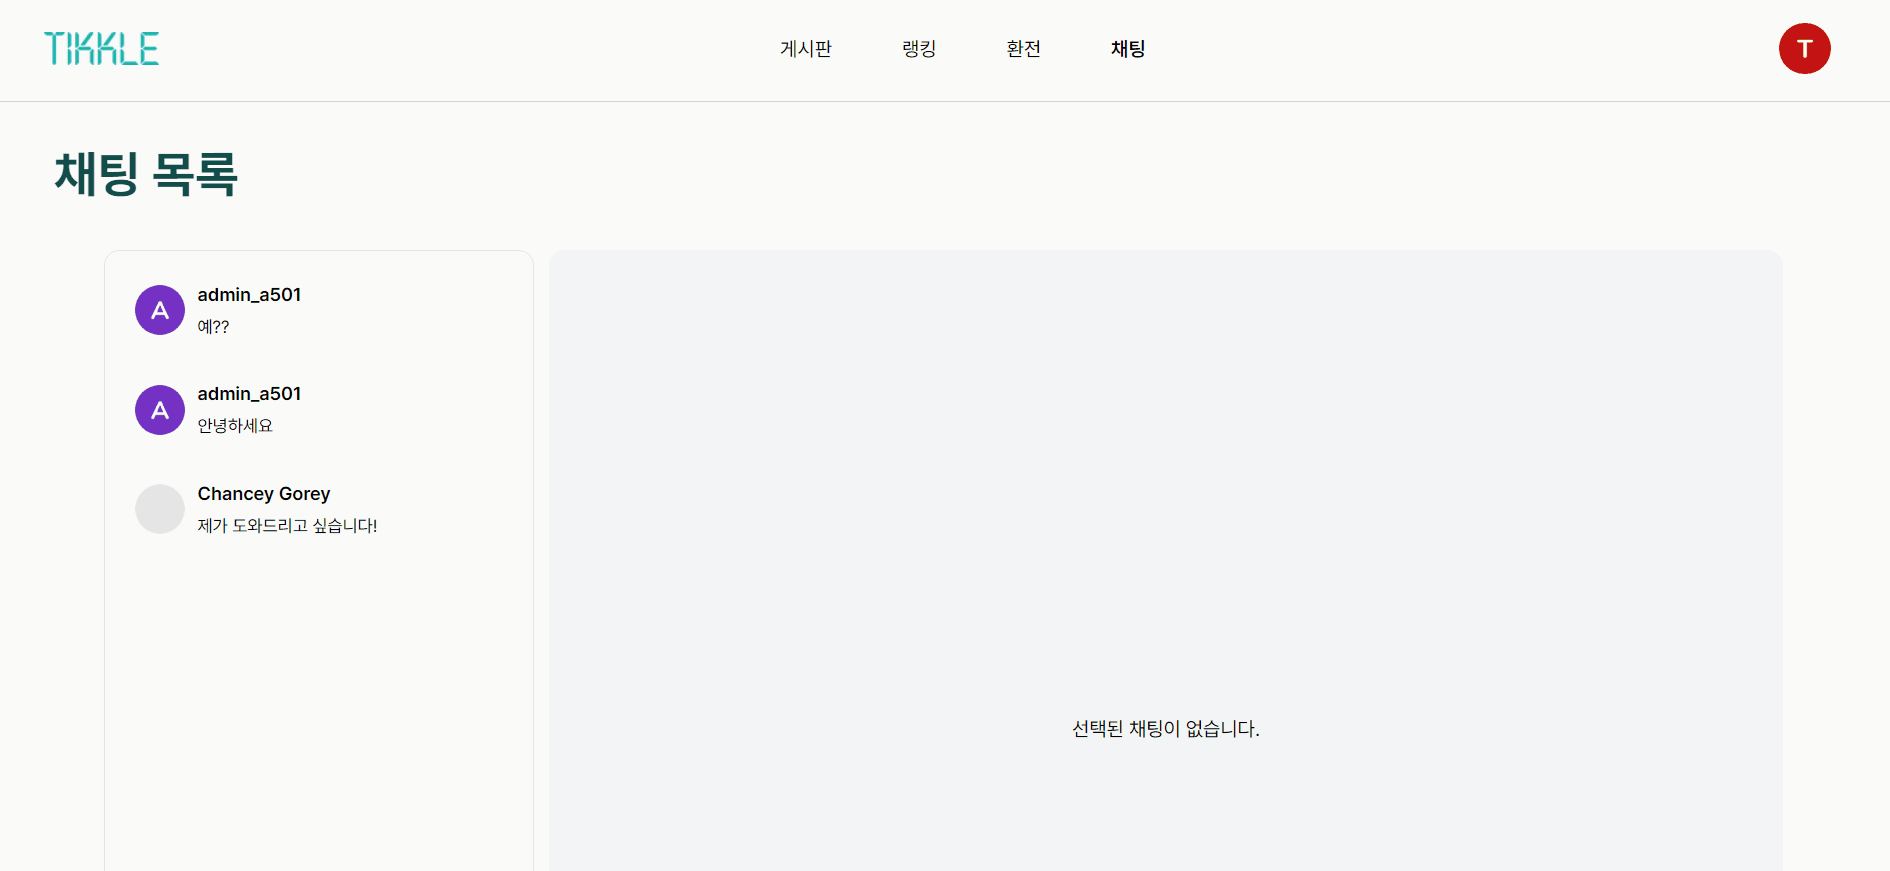 TIKKLE
게시판 랭킹 환전 채팅
T
채팅 목록
A
admin_a501
예??
A
admin_a501
안녕하세요
Chancey Gorey
제가 도와드리고 싶습니다!
선택된 채팅이 없습니다.